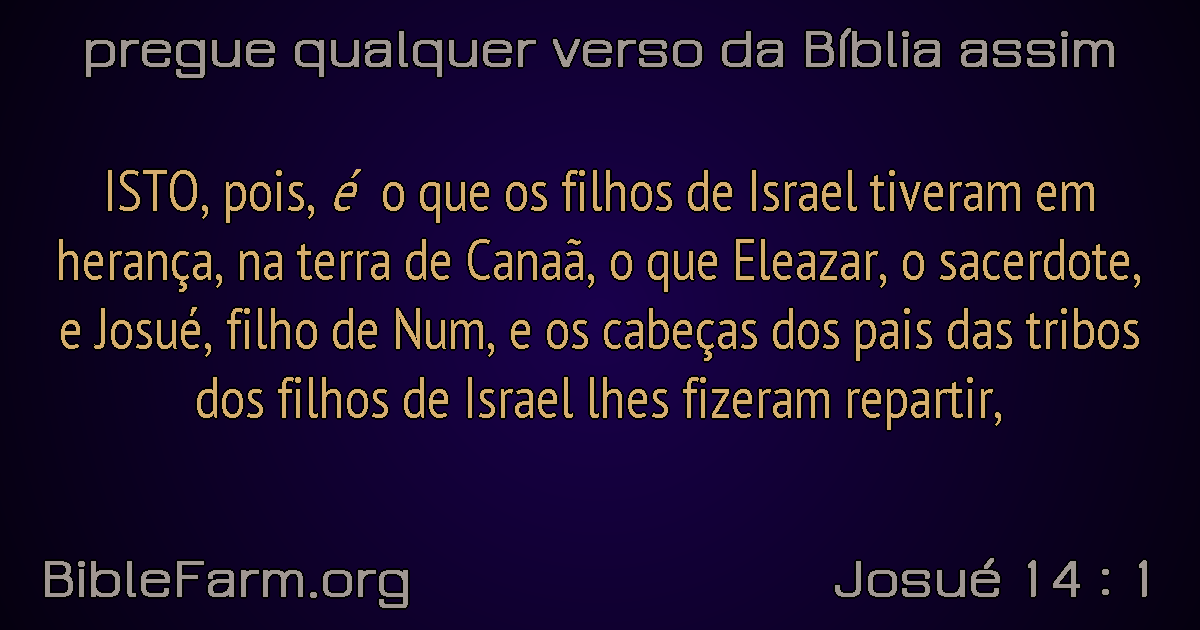 pregue qualquer verso da Bíblia assim
ISTO, pois, é o que os filhos de Israel tiveram em
herança, na terra de Canaã, o que Eleazar, o sacerdote,
e Josué, filho de Num, e os cabeças dos pais das tribos
dos filhos de Israel lhes fizeram repartir,
BibleFarm.org
Josué 14 : 1